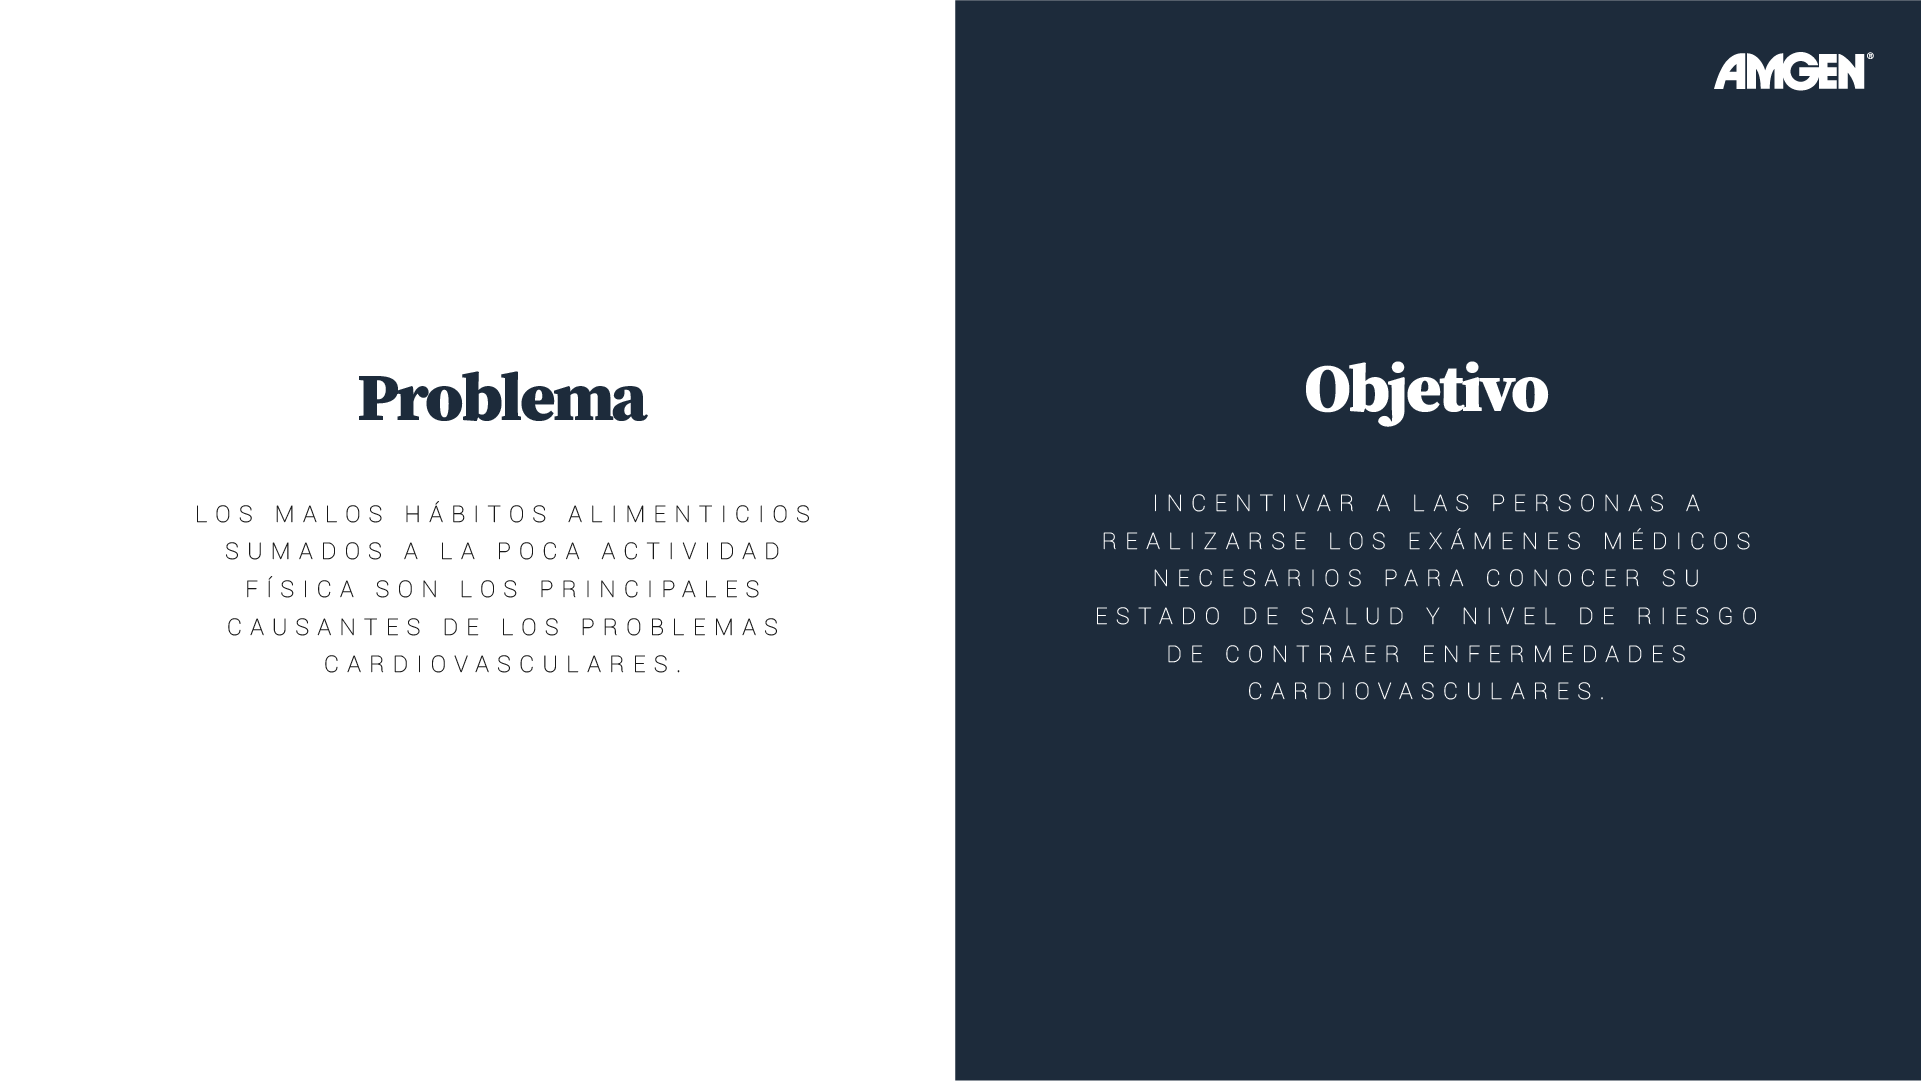 AMGEN®
Problema
LOS MALOS HÁBITOS ALIMENTICIOS
SUMADOS A LA POCA ACTIVIDAD
FÍSICA SON LOS PRINCIPALES
CAUSANTES DE LOS PROBLEMAS
CARDIOVASCULARES.
Objetivo
INCENTIVAR A LAS PERSONAS A
REALIZARSE LOS EXÁMENES MÉDICOS
NECESARIOS PARA CONOCER SU
ESTADO DE SALUD Y NIVEL DE RIESGO
DE CONTRAER ENFERMEDADES
CARDIOVASCULARES.